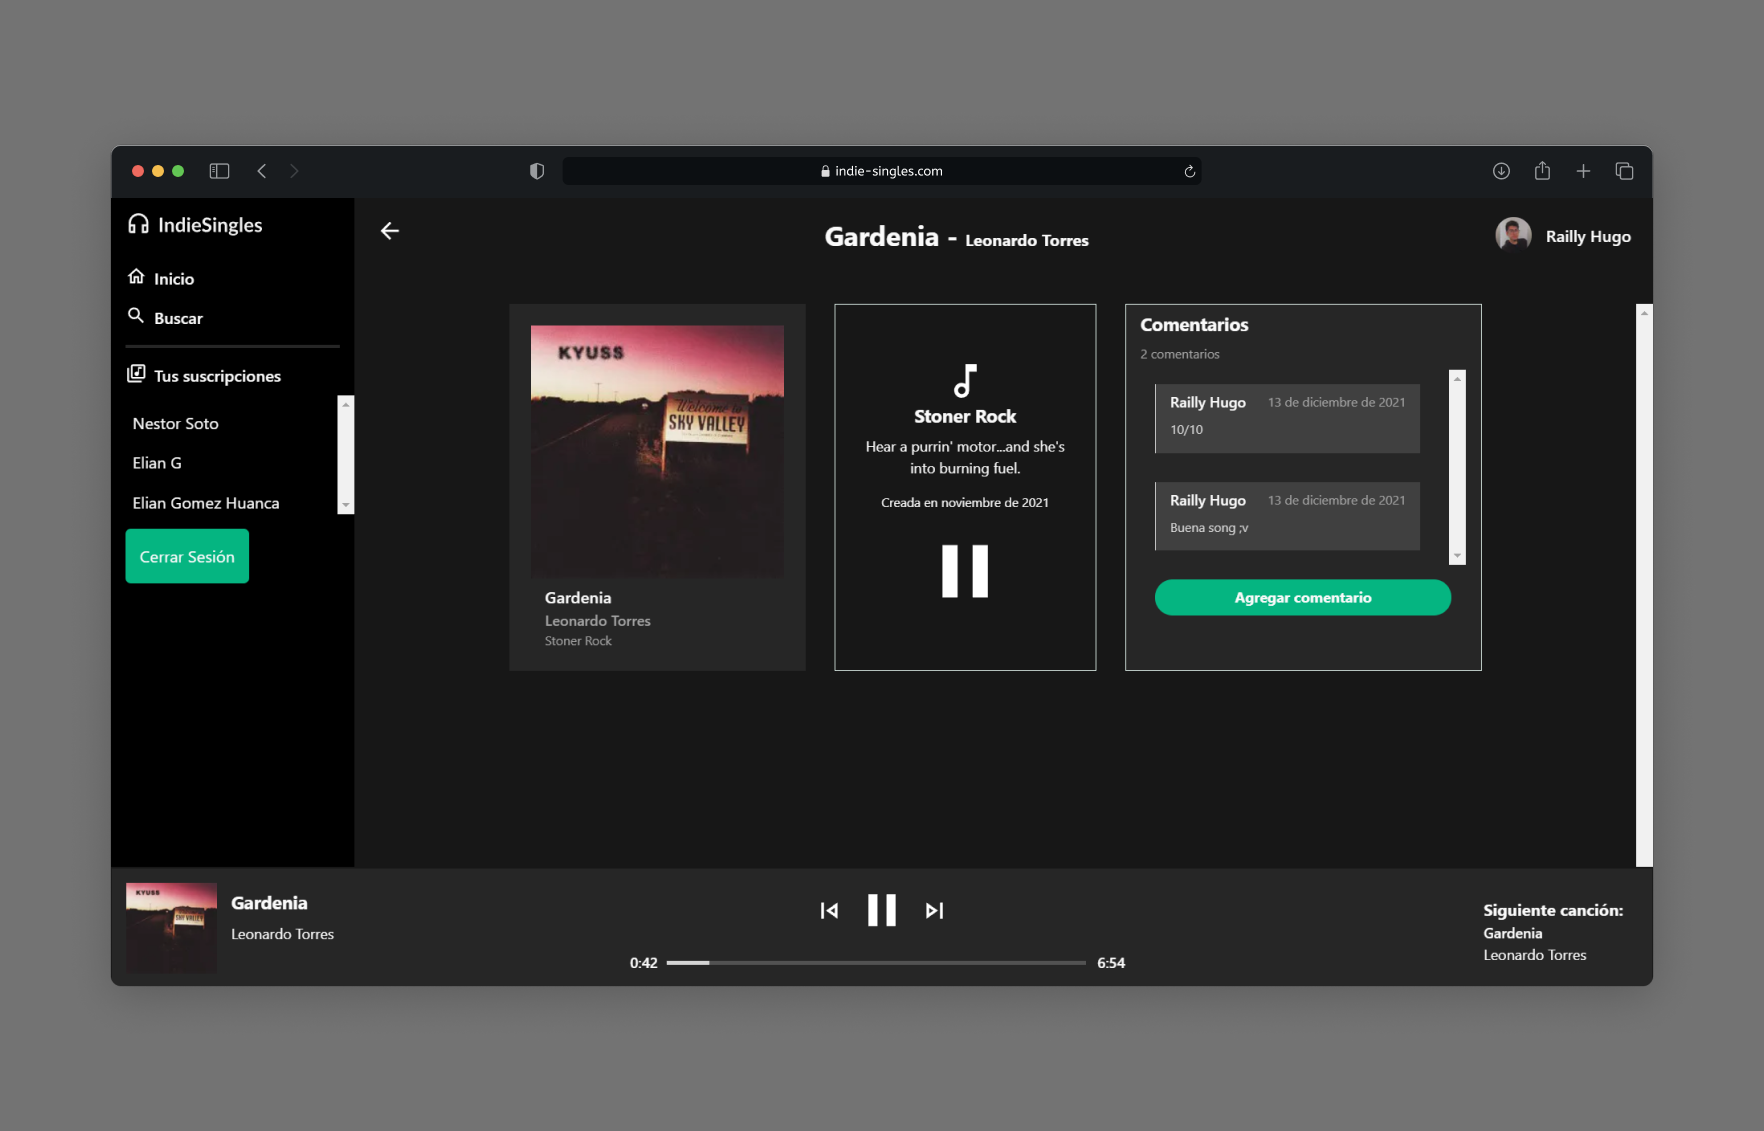 indie-singles.com
IndieSingles
Inicio
Buscar
Tus suscripciones
Nestor Soto
Elian G
Elian Gomez Huanca
Cerrar Sesión
Gardenia - Leonardo Torres
Railly Hugo
KYUSS
Welcome to
SKY VALLEY
Gardenia
Leonardo Torres
Stoner Rock
Stoner Rock
Hear a purrin' motor...and she's
into burning fuel.
Creada en noviembre de 2021
Comentarios
2 comentarios
Railly Hugo 13 de diciembre de 2021
10/10
Railly Hugo 13 de diciembre de 2021
Buena song ;v
Agregar comentario
KYUSS
SKY VALLEY
Gardenia
Leonardo Torres
0:42
6:54
Siguiente canción:
Gardenia
Leonardo Torres